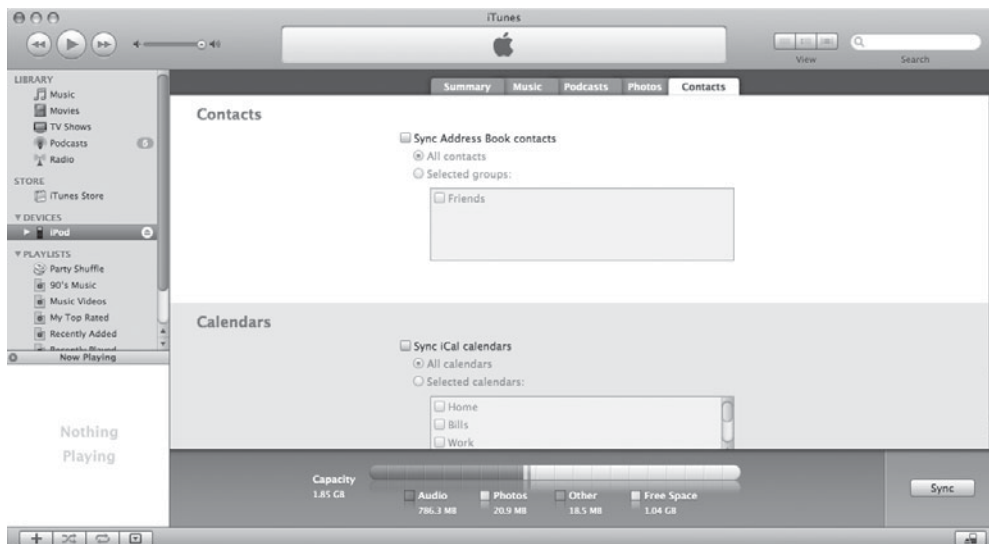 iTunes
View
Search
LIBRARY
Music
Movies
TV Shows
Podcasts 6
Radio
STORE
iTunes Store
DEVICES
iPod
PLAYLISTS
Party Shuffle
90's Music
Music Videos
My Top Rated
Recently Added
Recently Played
Now Playing
Nothing
Playing
Summary Music Podcasts Photos Contacts
Contacts
Sync Address Book contacts
All contacts
Selected groups:
Friends
Calendars
Sync iCal calendars
All calendars
Selected calendars:
Home
Bills
Work
Capacity
1.85 GB
Audio
786.3 MB
Photos
20.9 MB
Other
18.5 MB
Free Space
1.04 GB
Sync